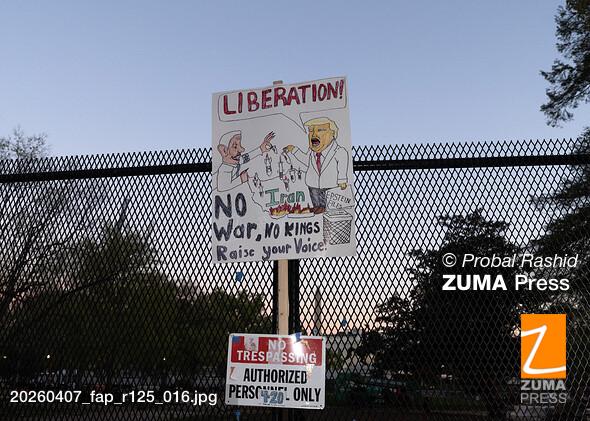 LIBERATION!
Iran
EPSTEIN
NO
War, NO KINGS
Raise your Voice!
© Probal Rashid
ZUMA Press
NO
TRESPASSING
AUTHORIZED
PERSONNEL ONLY
ZUMA
PRESS
20260407_fap_r125_016.jpg